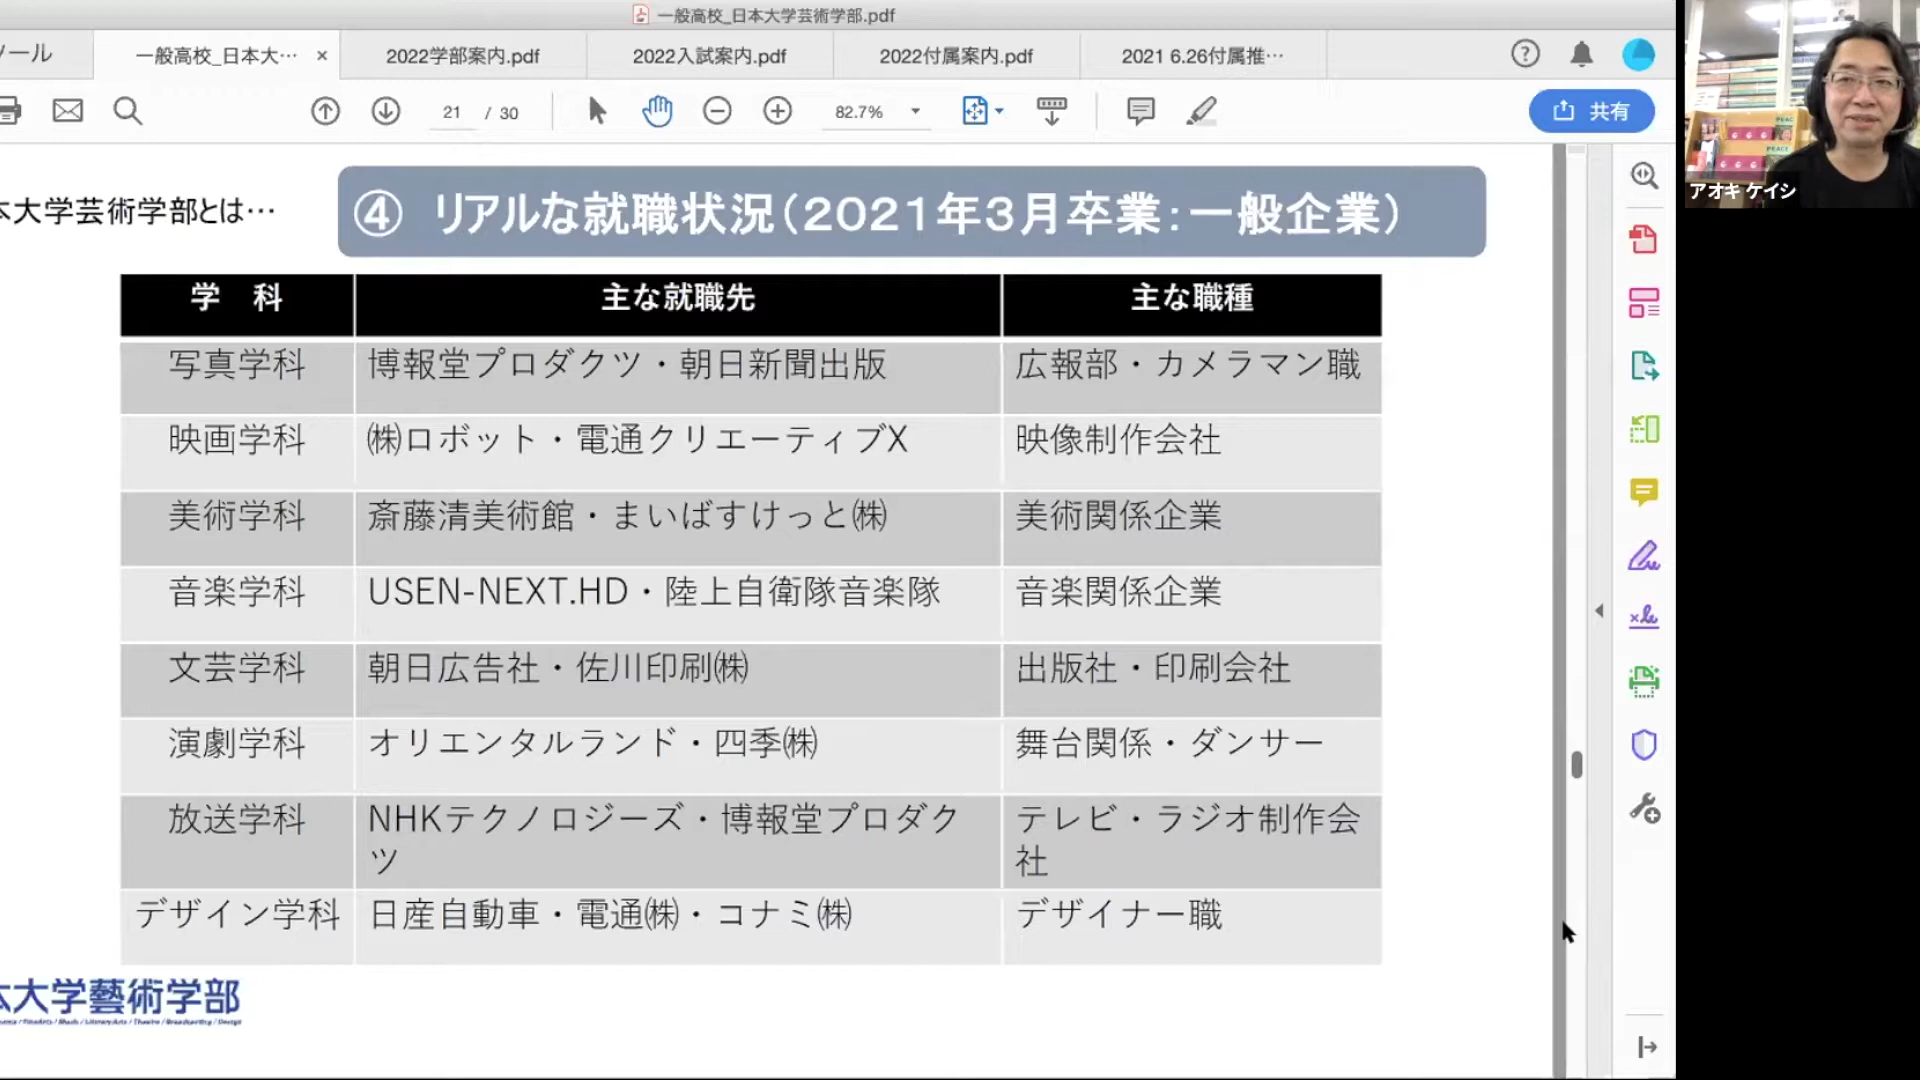 一般高校_日本大学芸術学部.pdf
ツール
一般高校_日本大… ×
2022学部案内.pdf
2022入試案内.pdf
2022付属案内.pdf
2021 6.26付属推…
21 / 30
82.7%
共有
本大学芸術学部とは…
④ リアルな就職状況（2021年3月卒業：一般企業）
学 科 主な就職先 主な職種
写真学科 博報堂プロダクツ・朝日新聞出版 広報部・カメラマン職
映画学科 ㈱ロボット・電通クリエーティブX 映像制作会社
美術学科 斎藤清美術館・まいばすけっと㈱ 美術関係企業
音楽学科 USEN-NEXT.HD・陸上自衛隊音楽隊 音楽関係企業
文芸学科 朝日広告社・佐川印刷㈱ 出版社・印刷会社
演劇学科 オリエンタルランド・四季㈱ 舞台関係・ダンサー
放送学科 NHKテクノロジーズ・博報堂プロダク テレビ・ラジオ制作会
ツ 社
デザイン学科 日産自動車・電通㈱・コナミ㈱ デザイナー職
本大学藝術学部
アオキ ケイシ